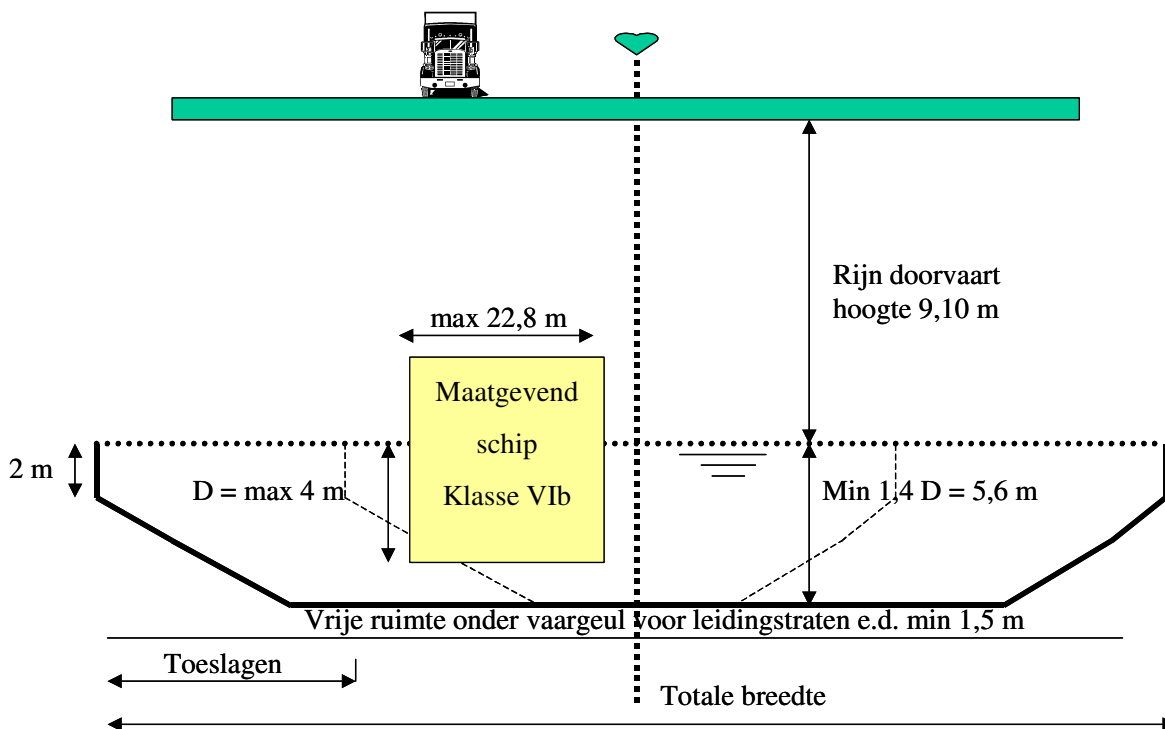 Rijn doorvaart
hoogte 9,10 m
max 22,8 m
Maatgevend
schip
Klasse VIb
2 m
D = max 4 m
Min 1,4 D = 5,6 m
Vrije ruimte onder vaargeul voor leidingstraten e.d. min 1,5 m
Toeslagen
Totale breedte